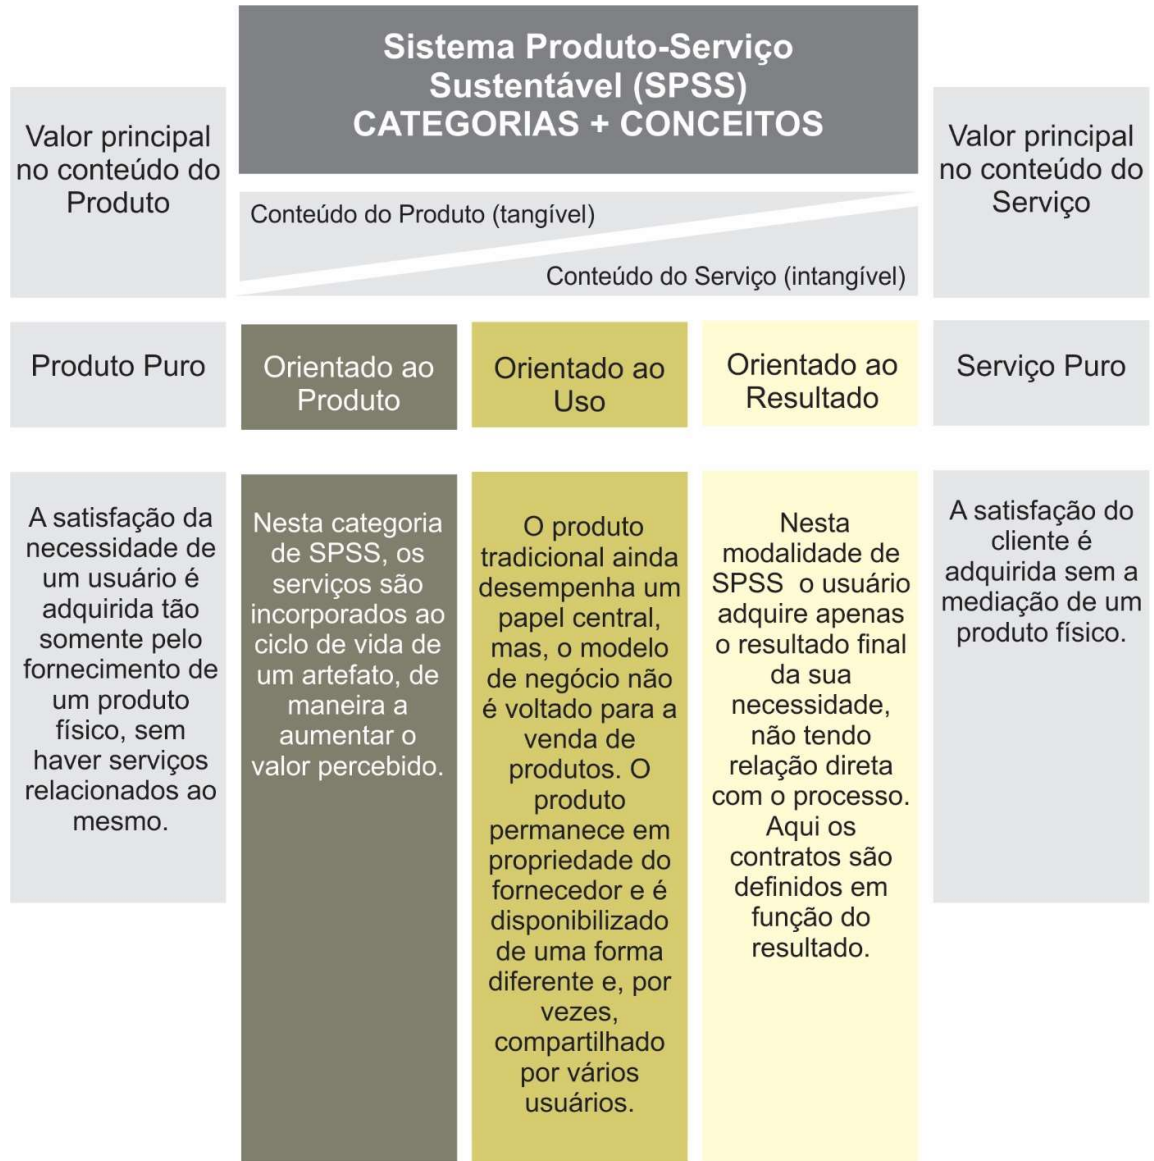 Sistema Produto-Serviço
Sustentável (SPSS)
CATEGORIAS + CONCEITOS
Valor principal
no conteúdo do
Produto
Conteúdo do Produto (tangível)
Conteúdo do Serviço (intangível)
Valor principal
no conteúdo do
Serviço
Produto Puro
Orientado ao
Produto
Orientado ao
Uso
Orientado ao
Resultado
Serviço Puro
A satisfação da
necessidade de
um usuário é
adquirida tão
somente pelo
fornecimento de
um produto
físico, sem
haver serviços
relacionados ao
mesmo.
Nesta categoria
de SPSS, os
serviços são
incorporados ao
ciclo de vida de
um artefato, de
maneira a
aumentar o
valor percebido.
O produto
tradicional ainda
desempenha um
papel central,
mas, o modelo
de negócio não
é voltado para a
venda de
produtos. O
produto
permanece em
propriedade do
fornecedor e é
disponibilizado
de uma forma
diferente e, por
vezes,
compartilhado
por vários
usuários.
Nesta
modalidade de
SPSS o usuário
adquire apenas
o resultado final
da sua
necessidade,
não tendo
relação direta
com o processo.
Aqui os
contratos são
definidos em
função do
resultado.
A satisfação do
cliente é
adquirida sem a
mediação de um
produto físico.